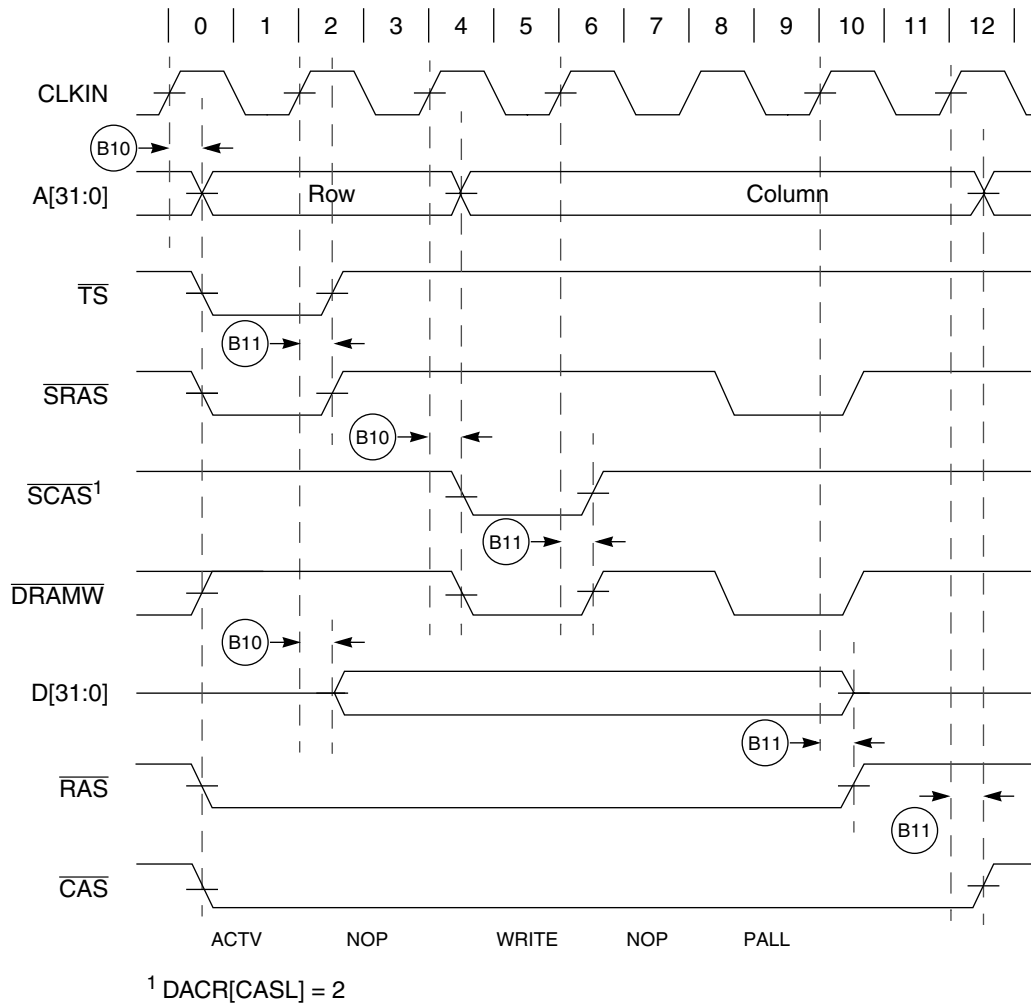 0 1 2 3 4 5 6 7 8 9 10 11 12
CLKIN
B10
A[31:0] Row Column
TS
B11
SRAS
B10
SCAS1
B11
DRAMW
B10
D[31:0]
B11
RAS
B11
CAS
ACTV NOP WRITE NOP PALL
1 DACR[CASL] = 2